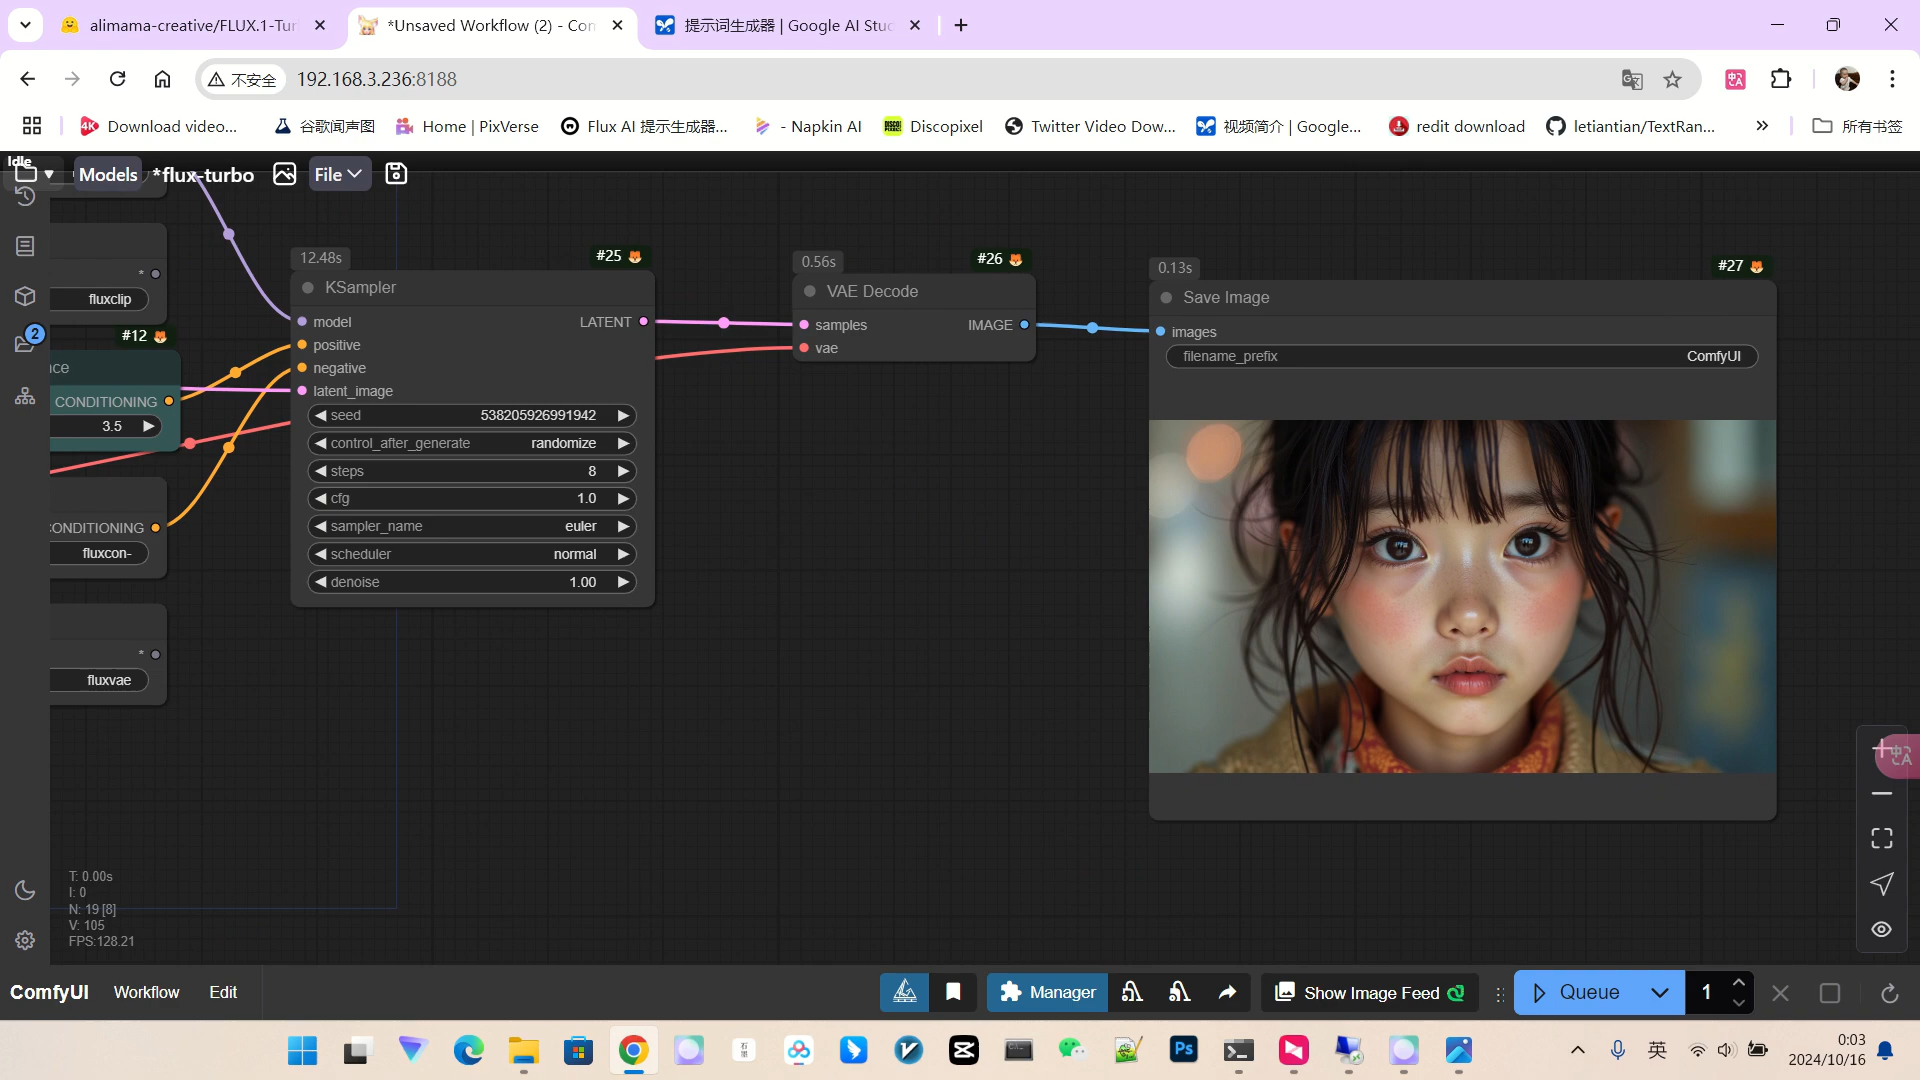 alimama-creative/FLUX.1-Tur
*Unsaved Workflow (2) - Con
提示词生成器 | Google AI Stud
不安全
192.168.3.236:8188
Download video...
谷歌闻声图
Home | PixVerse
Flux AI 提示生成器...
- Napkin AI
Discopixel
Twitter Video Dow...
视频简介 | Google...
redit download
letiantian/TextRan...
所有书签
Idle
Models
*flux-turbo
File
*
fluxclip
#12
nce
CONDITIONING
3.5
CONDITIONING
fluxcon-
*
fluxvae
2
12.48s
#25
KSampler
model
LATENT
positive
negative
latent_image
seed 538205926991942
control_after_generate randomize
steps 8
cfg 1.0
sampler_name euler
scheduler normal
denoise 1.00
0.56s
#26
VAE Decode
samples
IMAGE
vae
0.13s
#27
Save Image
images
filename_prefix ComfyUI
T: 0.00s
I: 0
N: 19 [8]
V: 105
FPS:128.21
ComfyUI
Workflow
Edit
Manager
Show Image Feed
Queue
1
Ps
英
0:03
2024/10/16